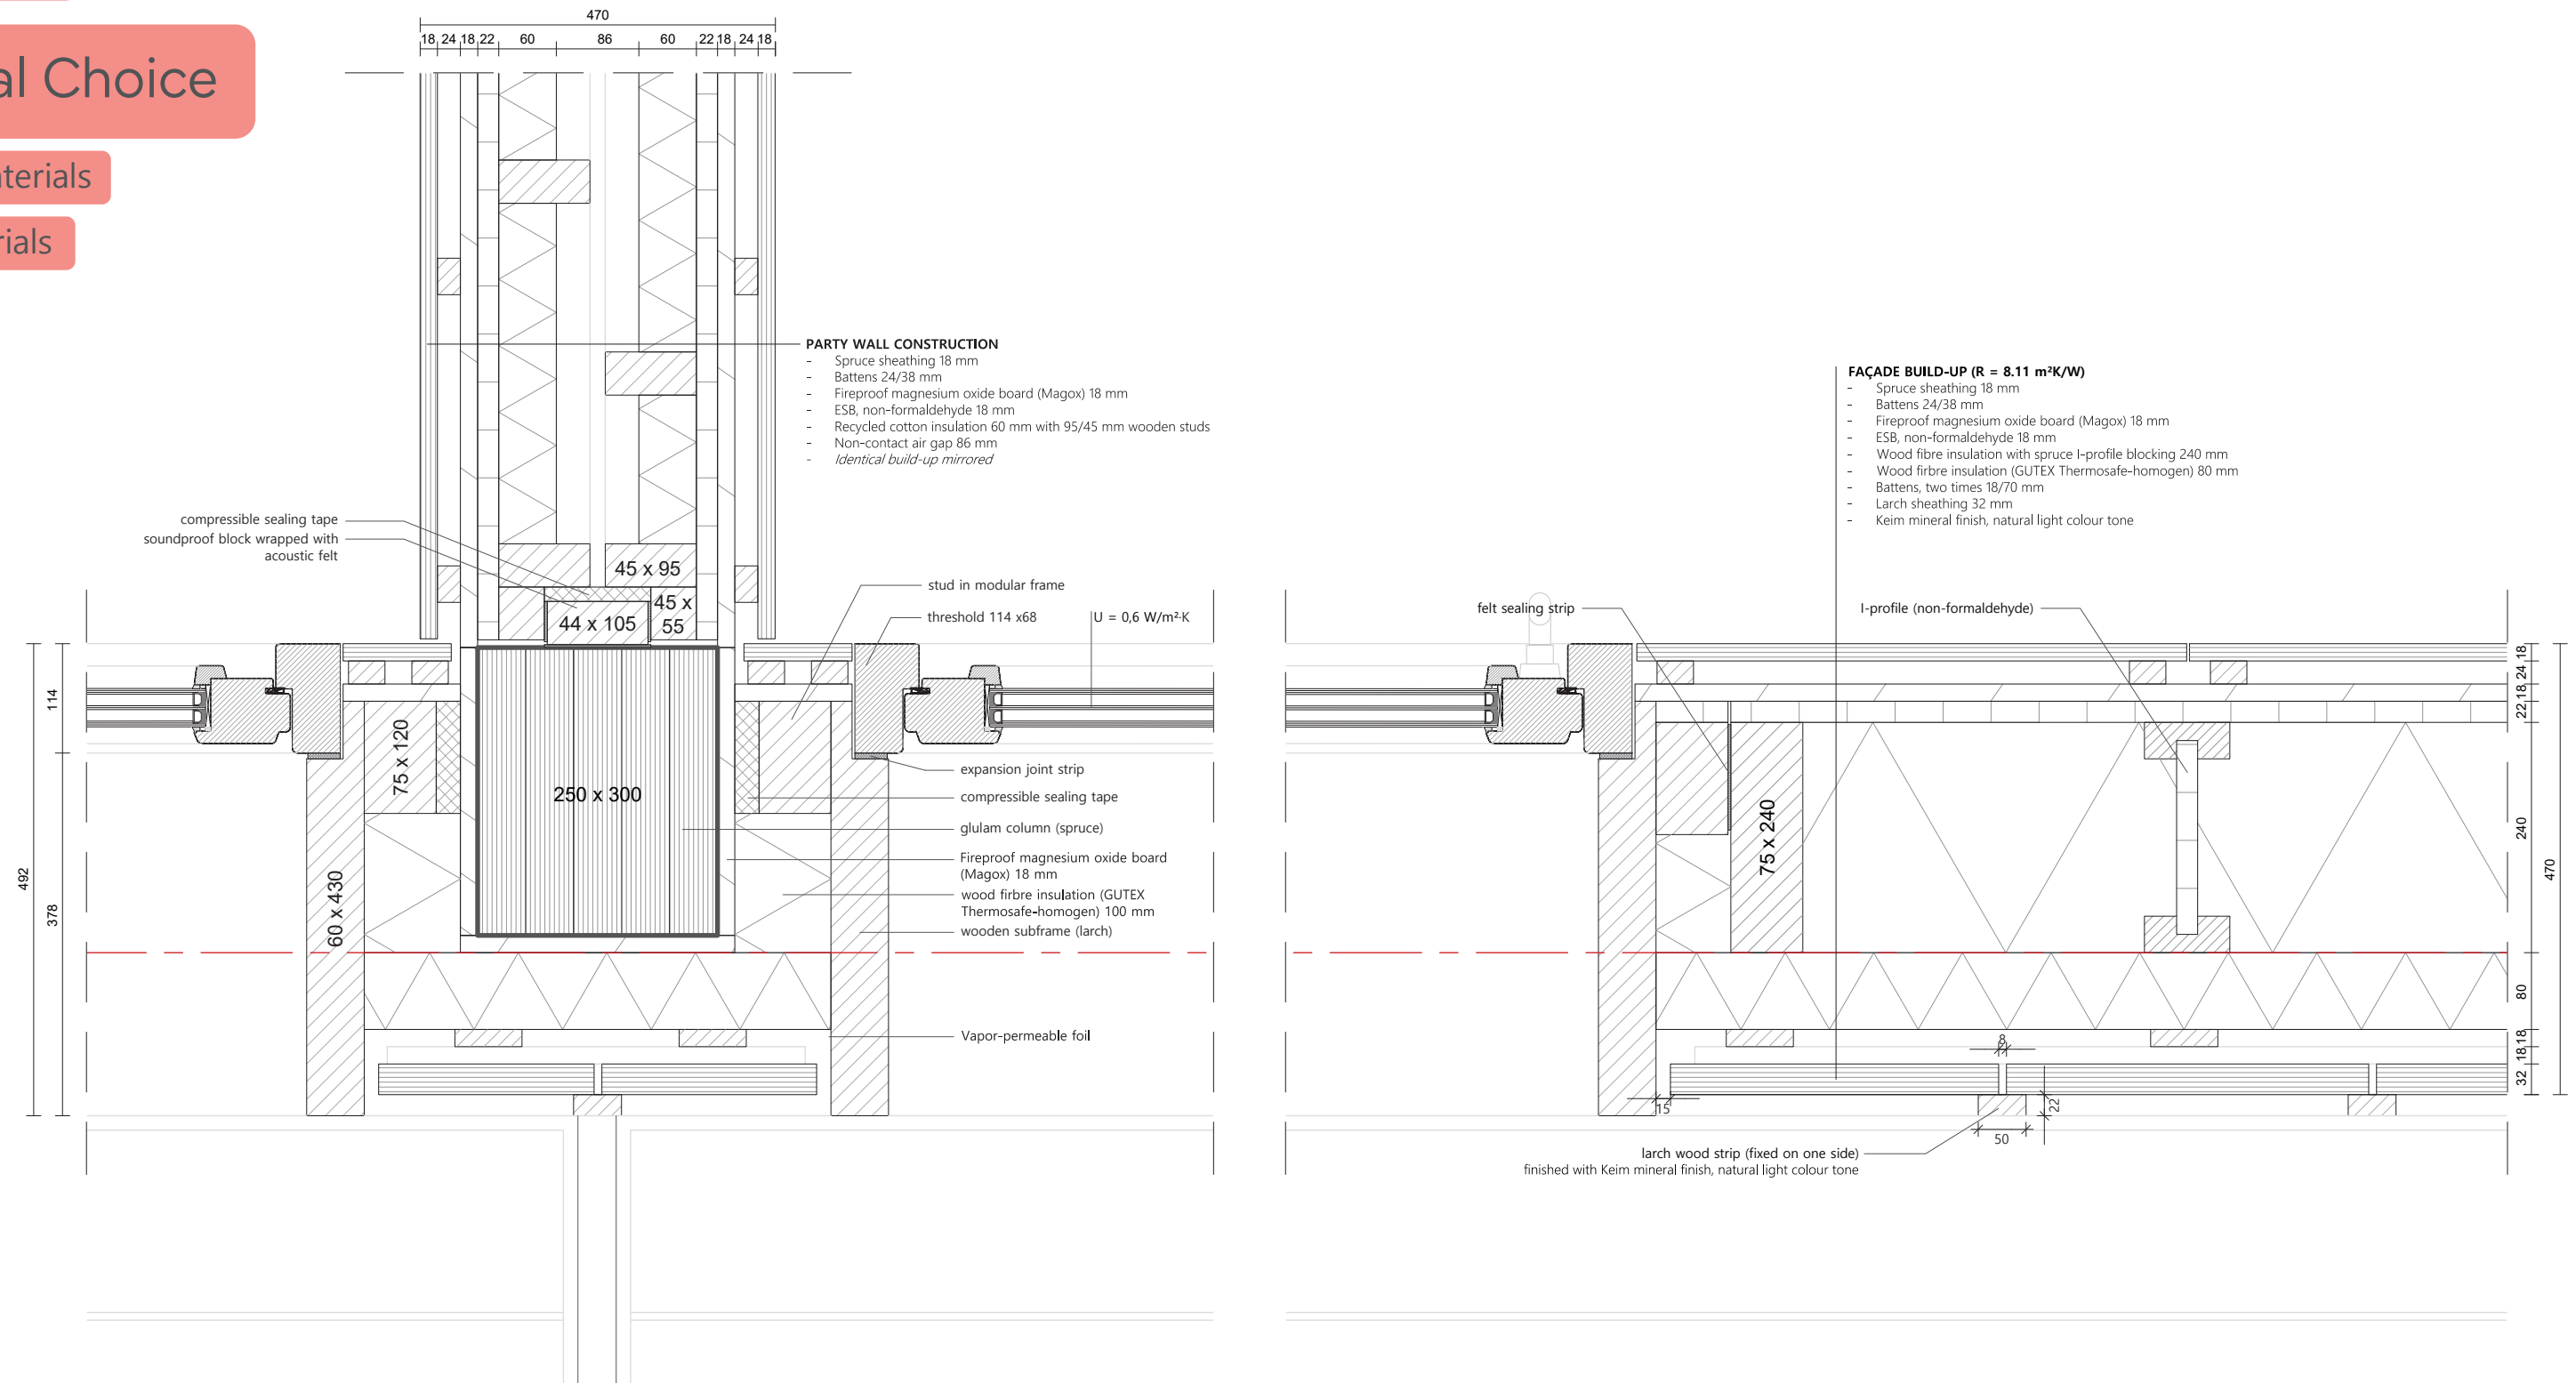 al Choice
aterials
rials
470
18 24 18 22 60 86 60 22 18 24 18
PARTY WALL CONSTRUCTION
- Spruce sheathing 18 mm
- Battens 24/38 mm
- Fireproof magnesium oxide board (Magox) 18 mm
- ESB, non-formaldehyde 18 mm
- Recycled cotton insulation 60 mm with 95/45 mm wooden studs
- Non-contact air gap 86 mm
- Identical build-up mirrored
compressible sealing tape
soundproof block wrapped with
acoustic felt
45 x 95
45 x
55
44 x 105
stud in modular frame
threshold 114 x68
U = 0,6 W/m²·K
492
114
378
75 x 120
250 x 300
60 x 430
expansion joint strip
compressible sealing tape
glulam column (spruce)
Fireproof magnesium oxide board
(Magox) 18 mm
wood firbre insulation (GUTEX
Thermosafe-homogen) 100 mm
wooden subframe (larch)
Vapor-permeable foil
FAÇADE BUILD-UP (R = 8.11 m²K/W)
- Spruce sheathing 18 mm
- Battens 24/38 mm
- Fireproof magnesium oxide board (Magox) 18 mm
- ESB, non-formaldehyde 18 mm
- Wood fibre insulation with spruce I-profile blocking 240 mm
- Wood firbre insulation (GUTEX Thermosafe-homogen) 80 mm
- Battens, two times 18/70 mm
- Larch sheathing 32 mm
- Keim mineral finish, natural light colour tone
felt sealing strip
I-profile (non-formaldehyde)
75 x 240
18
24
18
22
240
80
18
18
32
470
8
15
22
50
larch wood strip (fixed on one side)
finished with Keim mineral finish, natural light colour tone